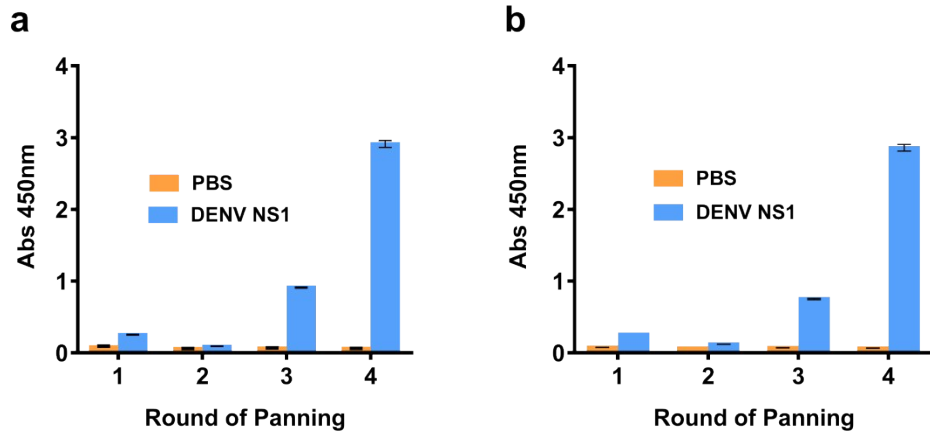 a
4
3
2
1
0
Abs 450nm
PBS
DENV NS1
1 2 3 4
Round of Panning
b
4
3
2
1
0
Abs 450nm
PBS
DENV NS1
1 2 3 4
Round of Panning